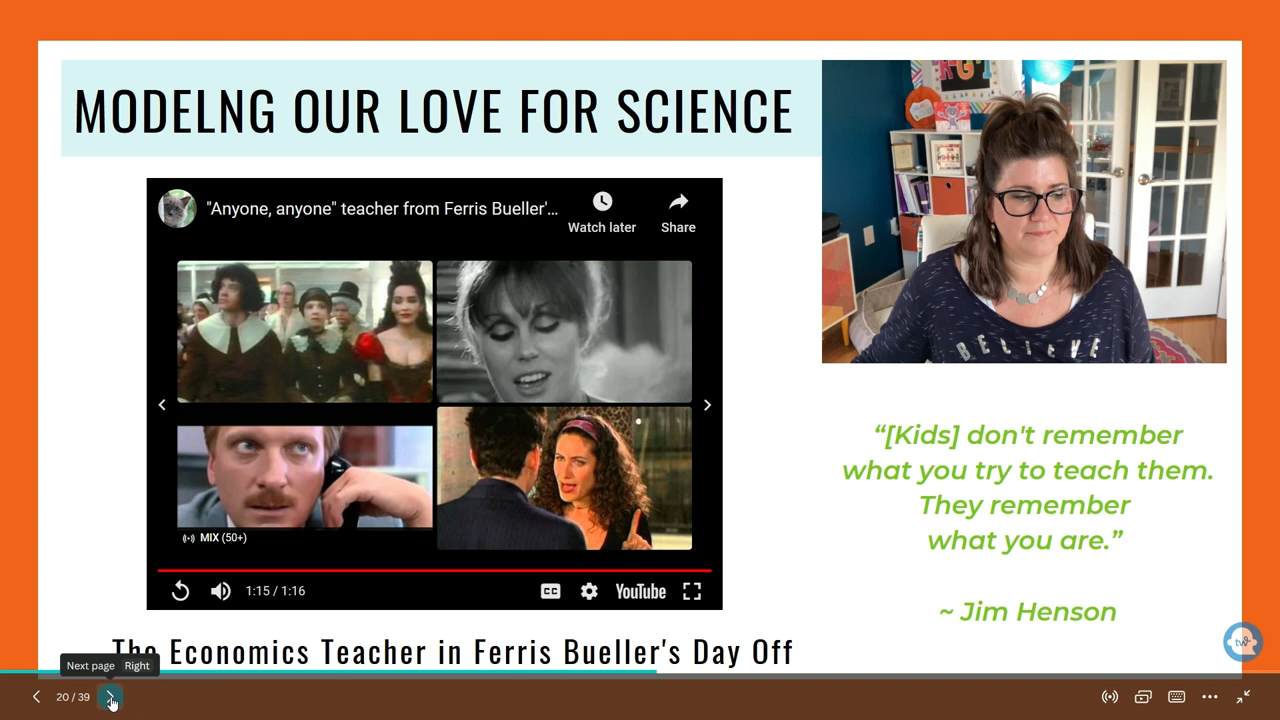 MODELNG OUR LOVE FOR SCIENCE
"Anyone, anyone" teacher from Ferris Bueller'...
Watch later
Share
MIX (50+)
1:15 / 1:16
CC
YouTube
The Economics Teacher in Ferris Bueller's Day Off
BELIEVE
“[Kids] don't remember
what you try to teach them.
They remember
what you are.”
~ Jim Henson
tw
Next page Right
20 / 39